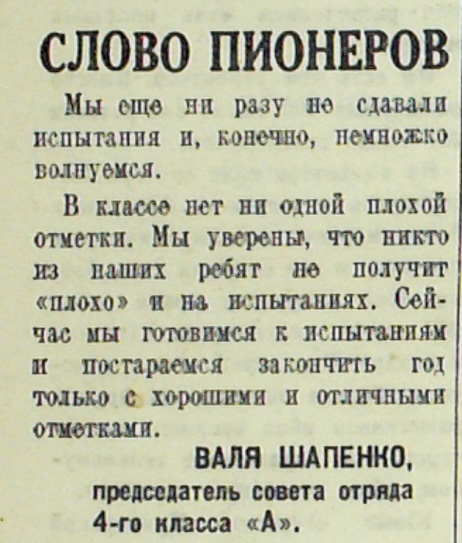 СЛОВО ПИОНЕРОВ
Мы еще ни разу не сдавали
испытания и, конечно, немножко
волнуемся.
В классе нет ни одной плохой
отметки. Мы уверены, что никто
из наших ребят не получит
«плохо» и на испытаниях. Сей-
час мы готовимся к испытаниям
и постараемся закончить год
только с хорошими и отличными
отметками.
ВАЛЯ ШАПЕНКО,
председатель совета отряда
4-го класса «А».